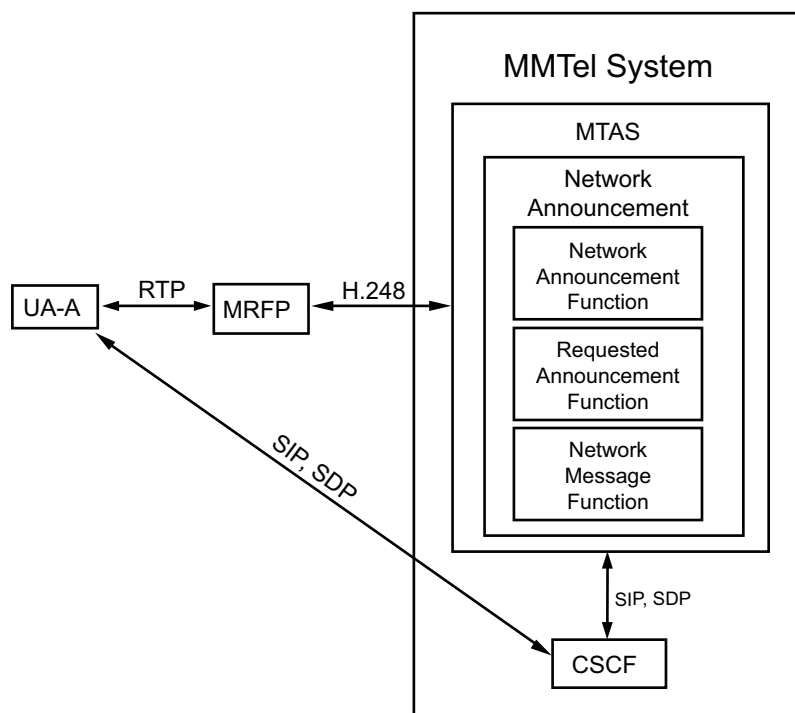 MMTel System
MTAS
Network
Announcement
Network
Announcement
Function
RTP
H.248
UA-A
MRFP
Requested
Announcement
Function
Network
Message
Function
SIP, SDP
SIP, SDP
CSCF